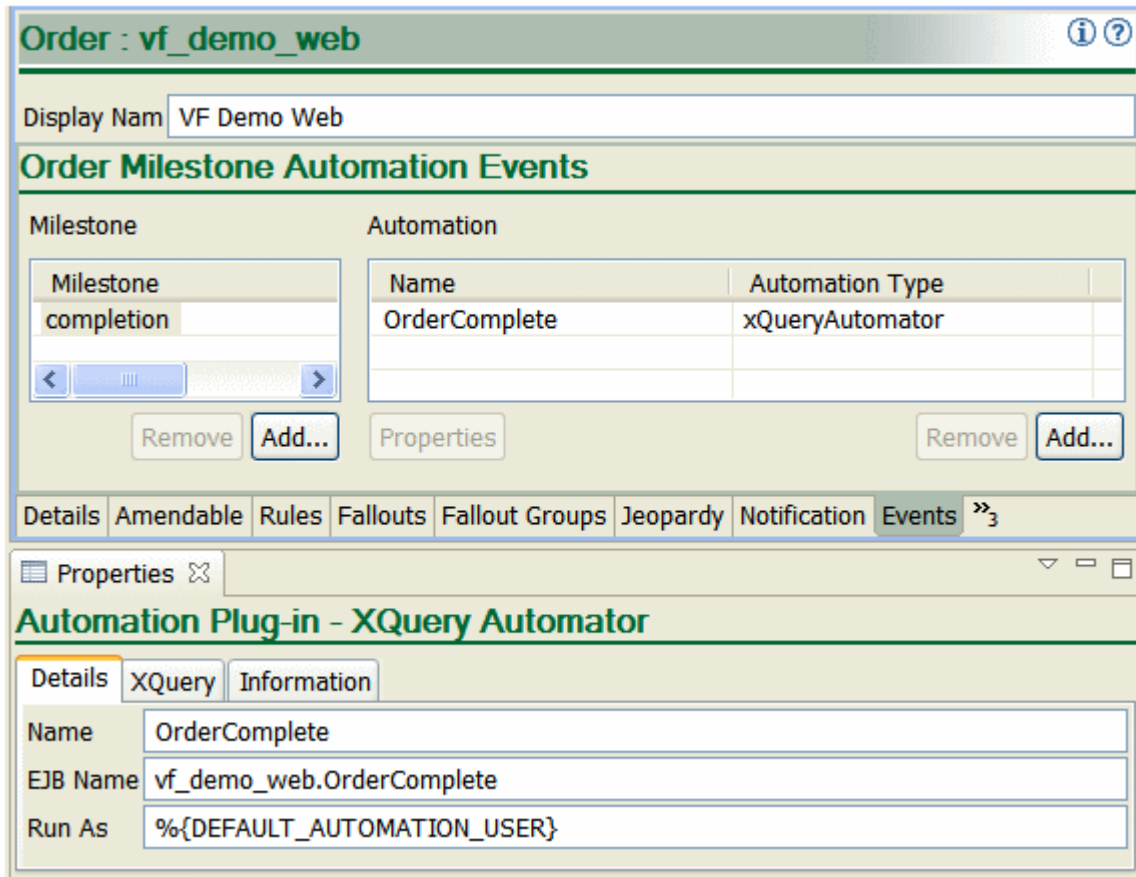 Order : vf_demo_web
Display Nam VF Demo Web
Order Milestone Automation Events
Milestone Automation
Milestone Name Automation Type
completion OrderComplete xQueryAutomator
Remove Add... Properties Remove Add...
Details Amendable Rules Fallouts Fallout Groups Jeopardy Notification Events »3
Properties
Automation Plug-in - XQuery Automator
Details XQuery Information
Name OrderComplete
EJB Name vf_demo_web.OrderComplete
Run As %{DEFAULT_AUTOMATION_USER}